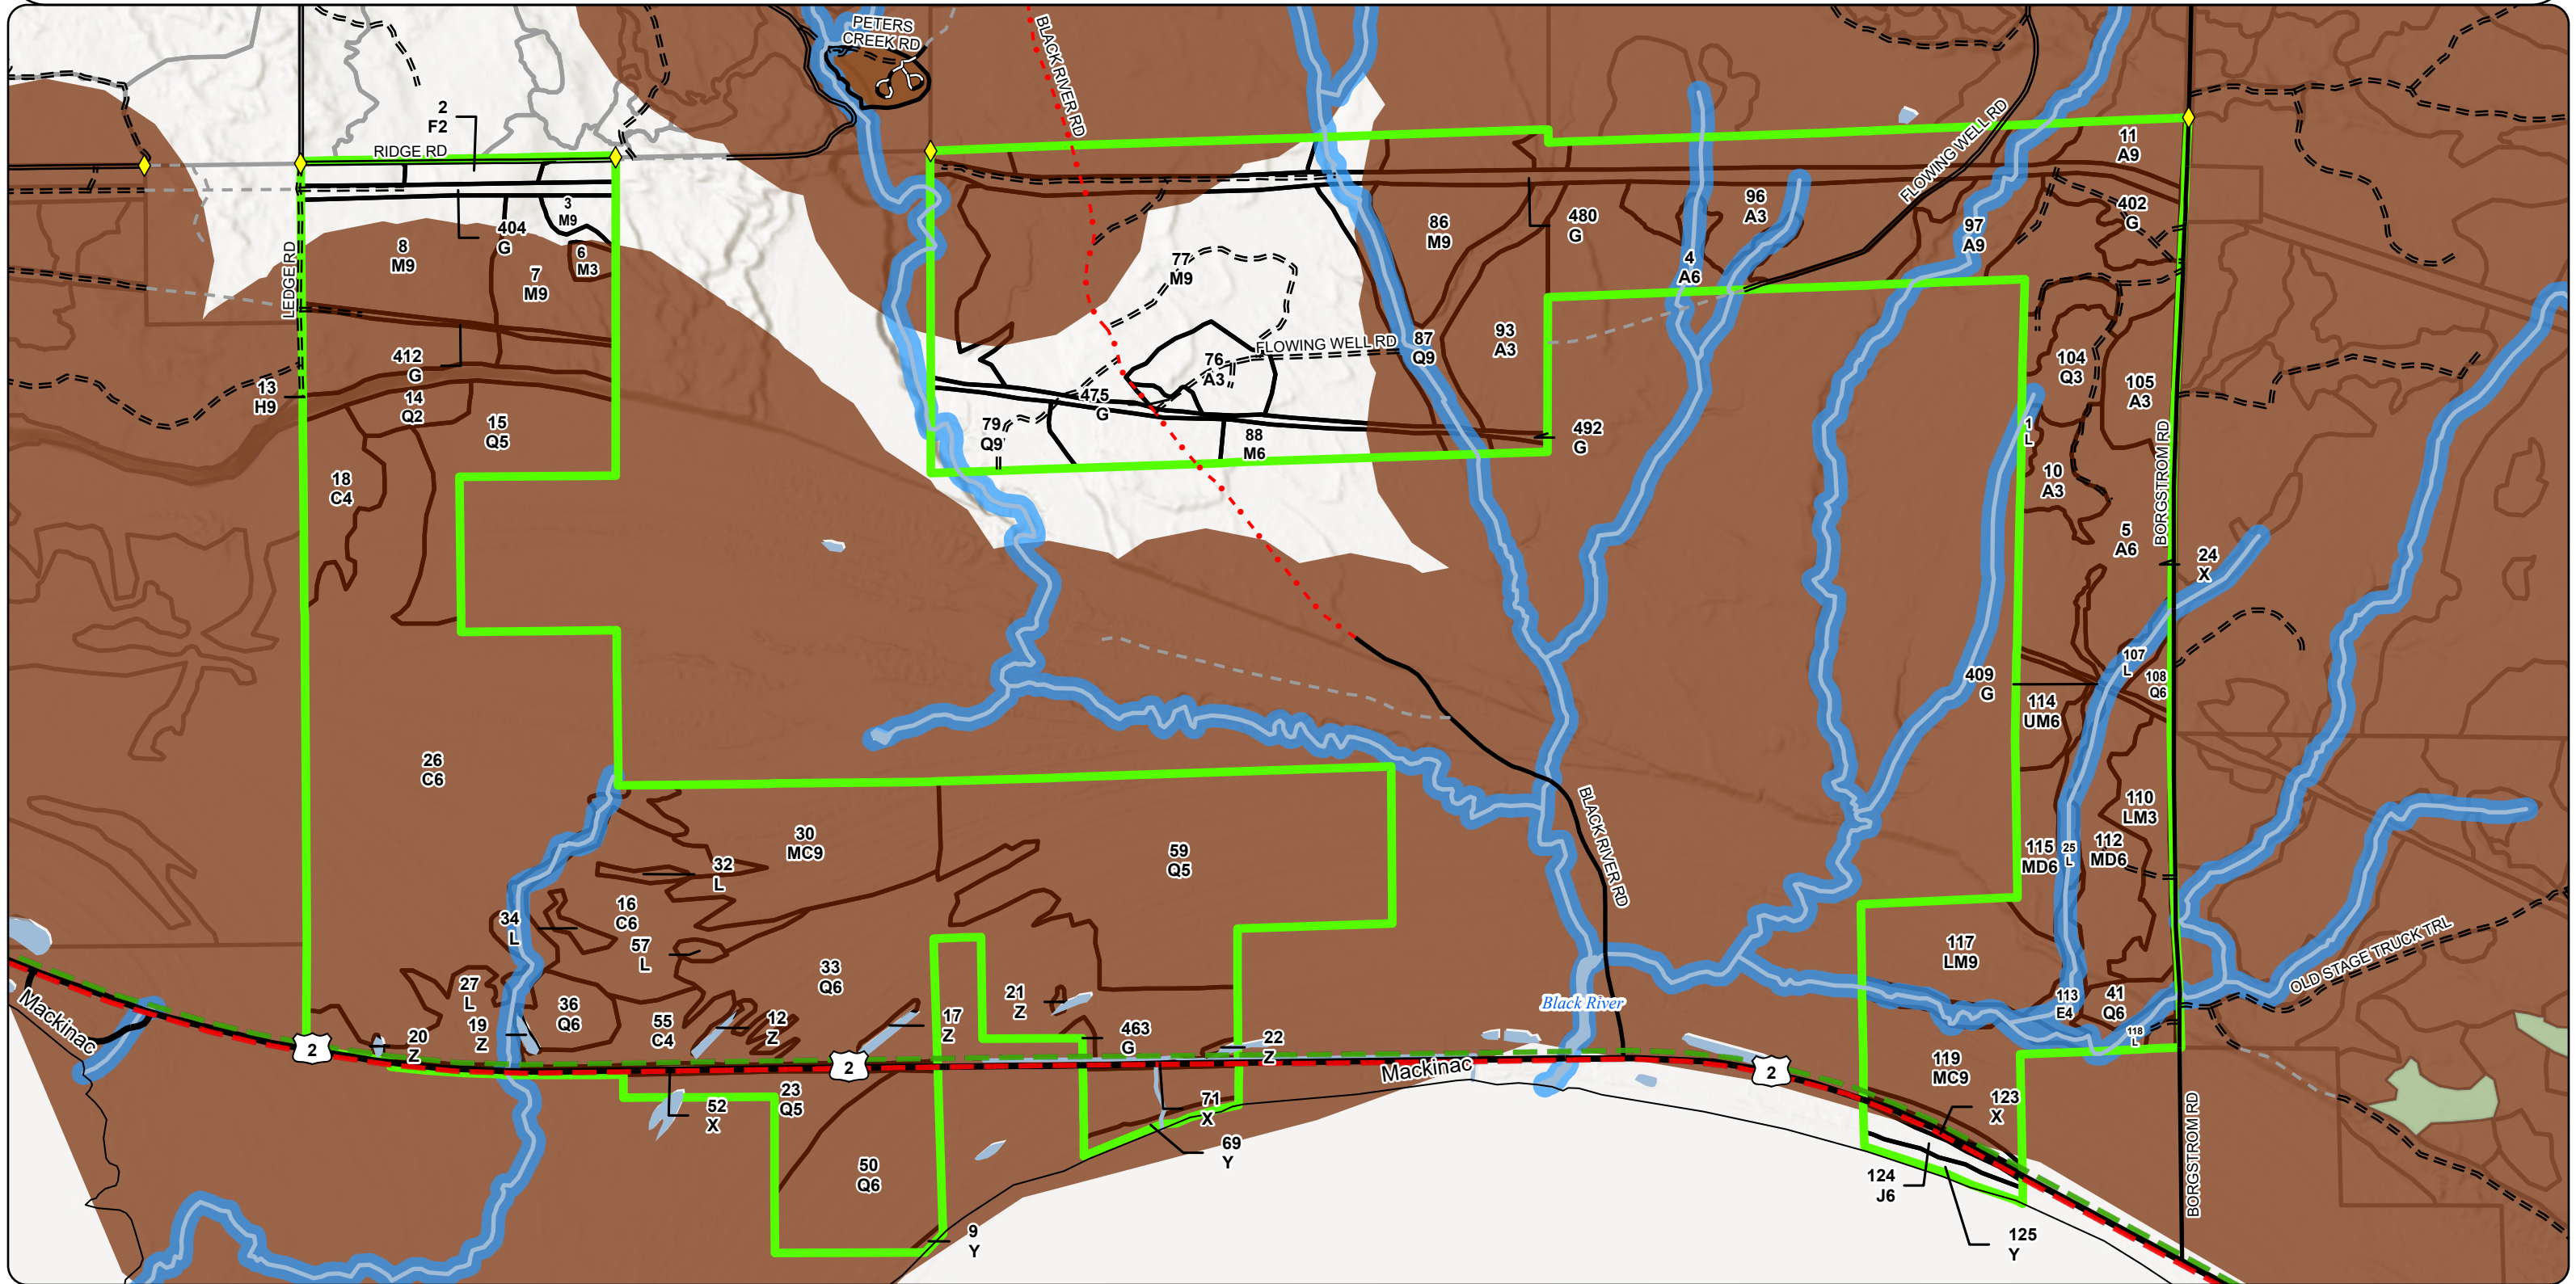 PETERS
CREEK RD
BLACK RIVER RD
2
F2
RIDGE RD
FLOWING WELL RD
11
A9
3
M9
404
G
8
M9
6
M3
7
M9
LEDGE RD
86
M9
480
G
96
A3
402
G
97
A9
4
A6
77
M9
FLOWING WELL RD
87
Q9
93
A3
76
A3
412
G
13
H9
14
Q2
15
Q5
475
G
79
Q9
88
M6
492
G
104
Q3
105
A3
1
L
10
A3
BORGSTROM RD
18
C4
5
A6
24
X
107
L
108
Q6
409
G
114
UM6
26
C6
110
LM3
BLACK RIVER RD
30
MC9
59
Q5
32
L
115
MD6
25
L
112
MD6
16
C6
34
L
57
L
117
LM9
OLD STAGE TRUCK TRL
33
Q6
27
L
36
Q6
21
Z
Black River
113
E4
41
Q6
118
L
Mackinac
2
20
Z
19
Z
55
C4
12
Z
17
Z
463
G
22
Z
2
Mackinac
2
119
MC9
123
X
23
Q5
52
X
71
X
69
Y
50
Q6
124
J6
BORGSTROM RD
9
Y
125
Y